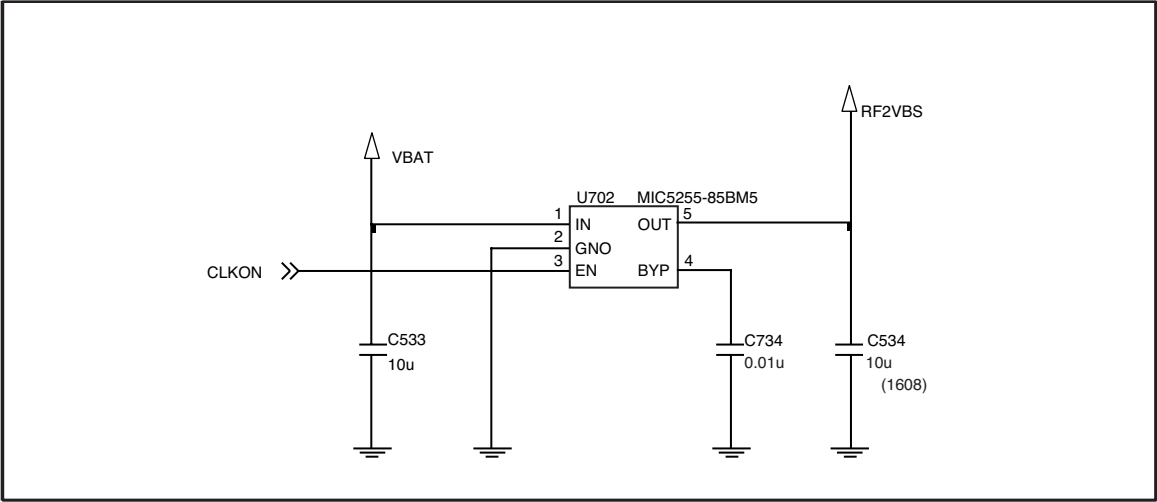 RF2VBS
VBAT
U702 MIC5255-85BM5
1 IN OUT 5
2 GNO
3 EN BYP 4
CLKON
C533
10u
C734
0.01u
C534
10u
(1608)